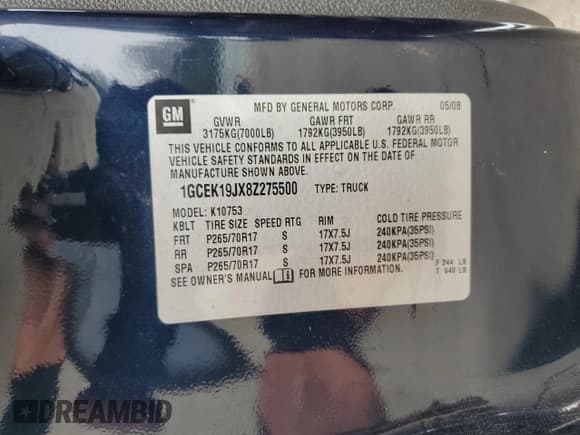 GM
MFD BY GENERAL MOTORS CORP. 05/08
GVWR GAWR FRT GAWR RR
3175KG(7000LB) 1792KG(3950LB) 1792KG(3950LB)
THIS VEHICLE CONFORMS TO ALL APPLICABLE U.S. FEDERAL MOTOR
VEHICLE SAFETY STANDARDS IN EFFECT ON THE DATE OF
MANUFACTURE SHOWN ABOVE.
1GCEK19JX8Z275500 TYPE: TRUCK
MODEL: K10753
KBLT TIRE SIZE SPEED RTG RIM COLD TIRE PRESSURE
FRT P265/70R17 S 17X7.5J 240KPA(35PSI)
RR P265/70R17 S 17X7.5J 240KPA(35PSI)
SPA P265/70R17 S 17X7.5J 240KPA(35PSI)
SEE OWNER'S MANUAL FOR MORE INFORMATION.
F 244 LB
T 640 LB
DREAMBID